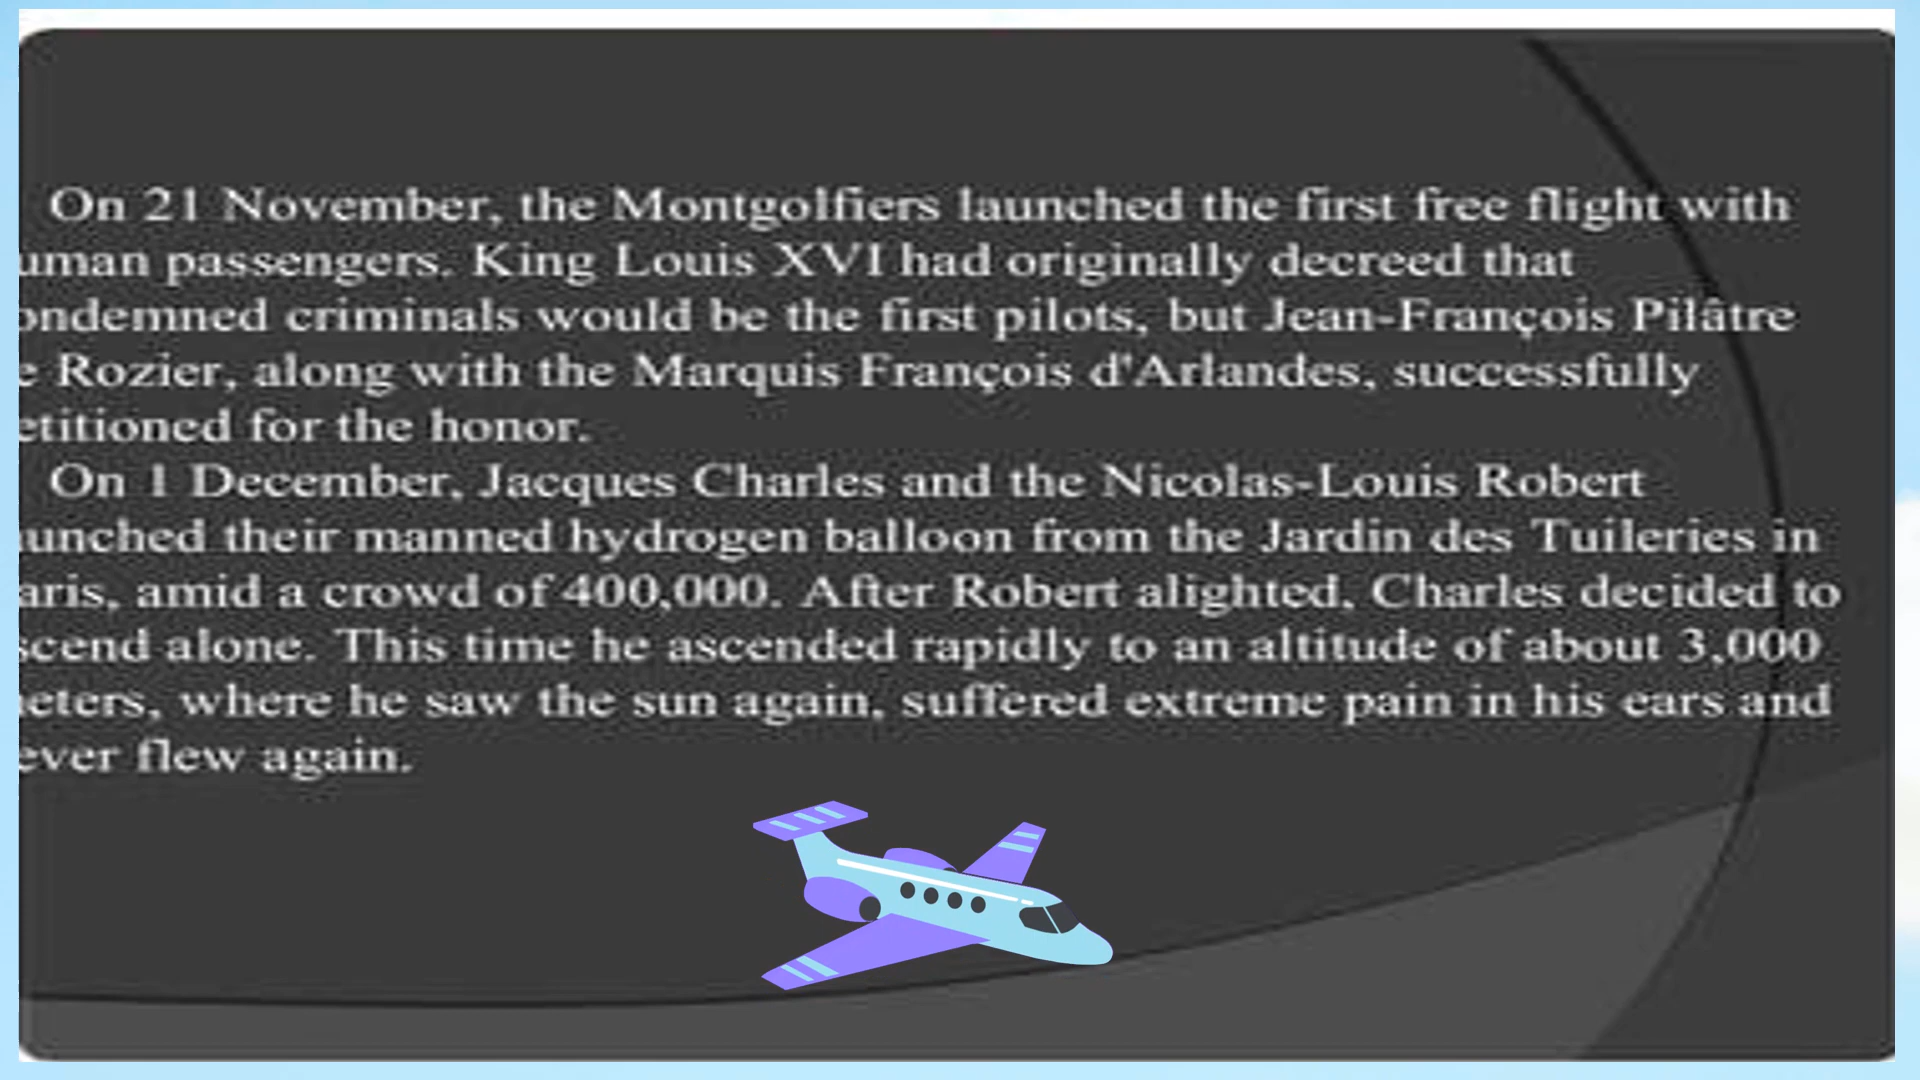 On 21 November, the Montgolfiers launched the first free flight with
uman passengers. King Louis XVI had originally decreed that
ondemned criminals would be the first pilots, but Jean-François Pilâtre
e Rozier, along with the Marquis François d'Arlandes, successfully
etitioned for the honor.
On 1 December, Jacques Charles and the Nicolas-Louis Robert
unched their manned hydrogen balloon from the Jardin des Tuileries in
aris, amid a crowd of 400,000. After Robert alighted, Charles decided to
scend alone. This time he ascended rapidly to an altitude of about 3,000
eters, where he saw the sun again, suffered extreme pain in his ears and
ever flew again.